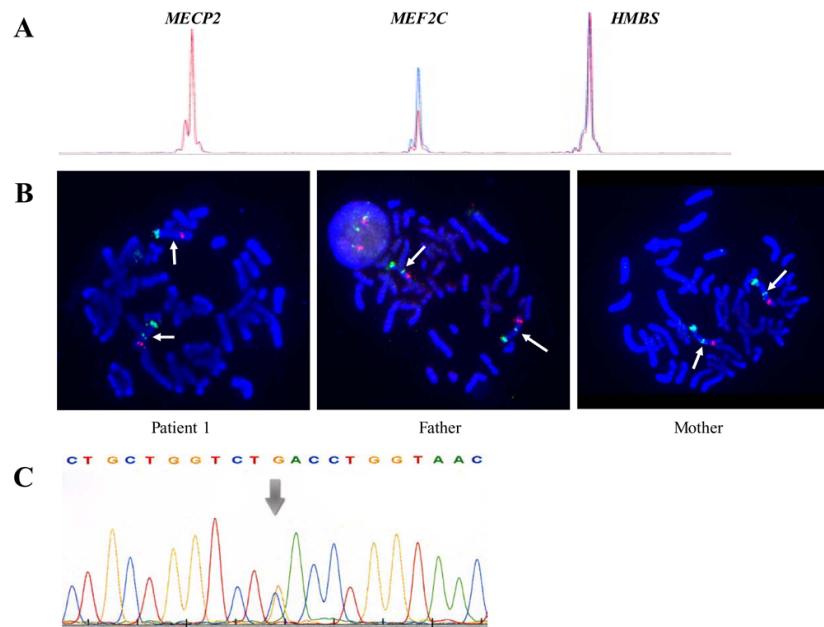 A
MECP2 MEF2C HMBS
B
Patient 1 Father Mother
C T G C T G G T C T G A C C T G G T A A C
C